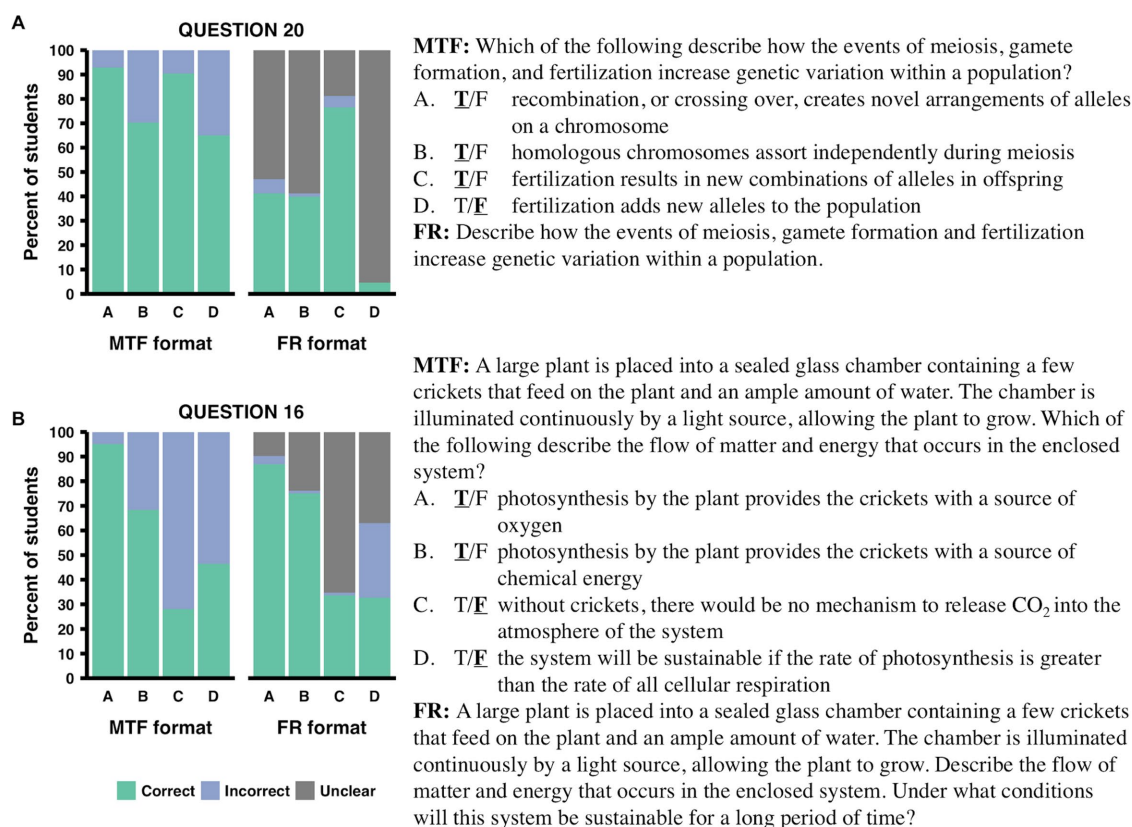 A
QUESTION 20
100
90
80
70
60
50
40
30
20
10
0
Percent of students
A B C D
MTF format
A B C D
FR format
MTF: Which of the following describe how the events of meiosis, gamete
formation, and fertilization increase genetic variation within a population?
A. T/F recombination, or crossing over, creates novel arrangements of alleles
on a chromosome
B. T/F homologous chromosomes assort independently during meiosis
C. T/F fertilization results in new combinations of alleles in offspring
D. T/F fertilization adds new alleles to the population
FR: Describe how the events of meiosis, gamete formation and fertilization
increase genetic variation within a population.
B
QUESTION 16
100
90
80
70
60
50
40
30
20
10
0
Percent of students
A B C D
MTF format
A B C D
FR format
Correct Incorrect Unclear
MTF: A large plant is placed into a sealed glass chamber containing a few
crickets that feed on the plant and an ample amount of water. The chamber is
illuminated continuously by a light source, allowing the plant to grow. Which of
the following describe the flow of matter and energy that occurs in the enclosed
system?
A. T/F photosynthesis by the plant provides the crickets with a source of
oxygen
B. T/F photosynthesis by the plant provides the crickets with a source of
chemical energy
C. T/F without crickets, there would be no mechanism to release CO₂ into the
atmosphere of the system
D. T/F the system will be sustainable if the rate of photosynthesis is greater
than the rate of all cellular respiration
FR: A large plant is placed into a sealed glass chamber containing a few crickets
that feed on the plant and an ample amount of water. The chamber is illuminated
continuously by a light source, allowing the plant to grow. Describe the flow of
matter and energy that occurs in the enclosed system. Under what conditions
will this system be sustainable for a long period of time?